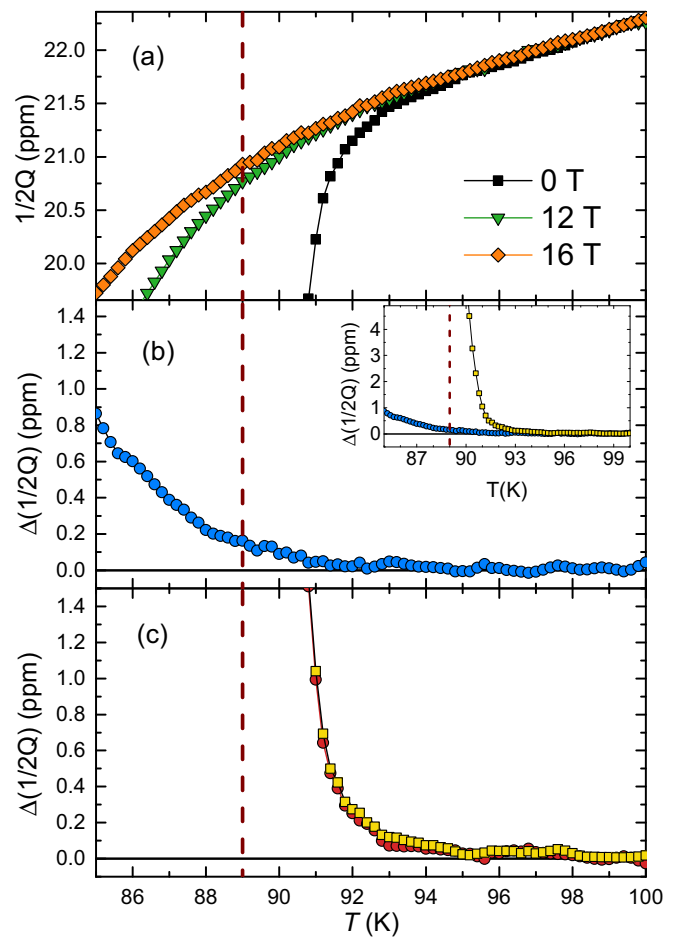 (a)
1/2Q (ppm)
22.0
21.5
21.0
20.5
20.0
0 T
12 T
16 T
(b)
Δ(1/2Q) (ppm)
1.4
1.2
1.0
0.8
0.6
0.4
0.2
0.0
Δ(1/2Q) (ppm)
4
3
2
1
0
87 90 93 96 99
T(K)
(c)
Δ(1/2Q) (ppm)
1.4
1.2
1.0
0.8
0.6
0.4
0.2
0.0
86 88 90 92 94 96 98 100
T (K)